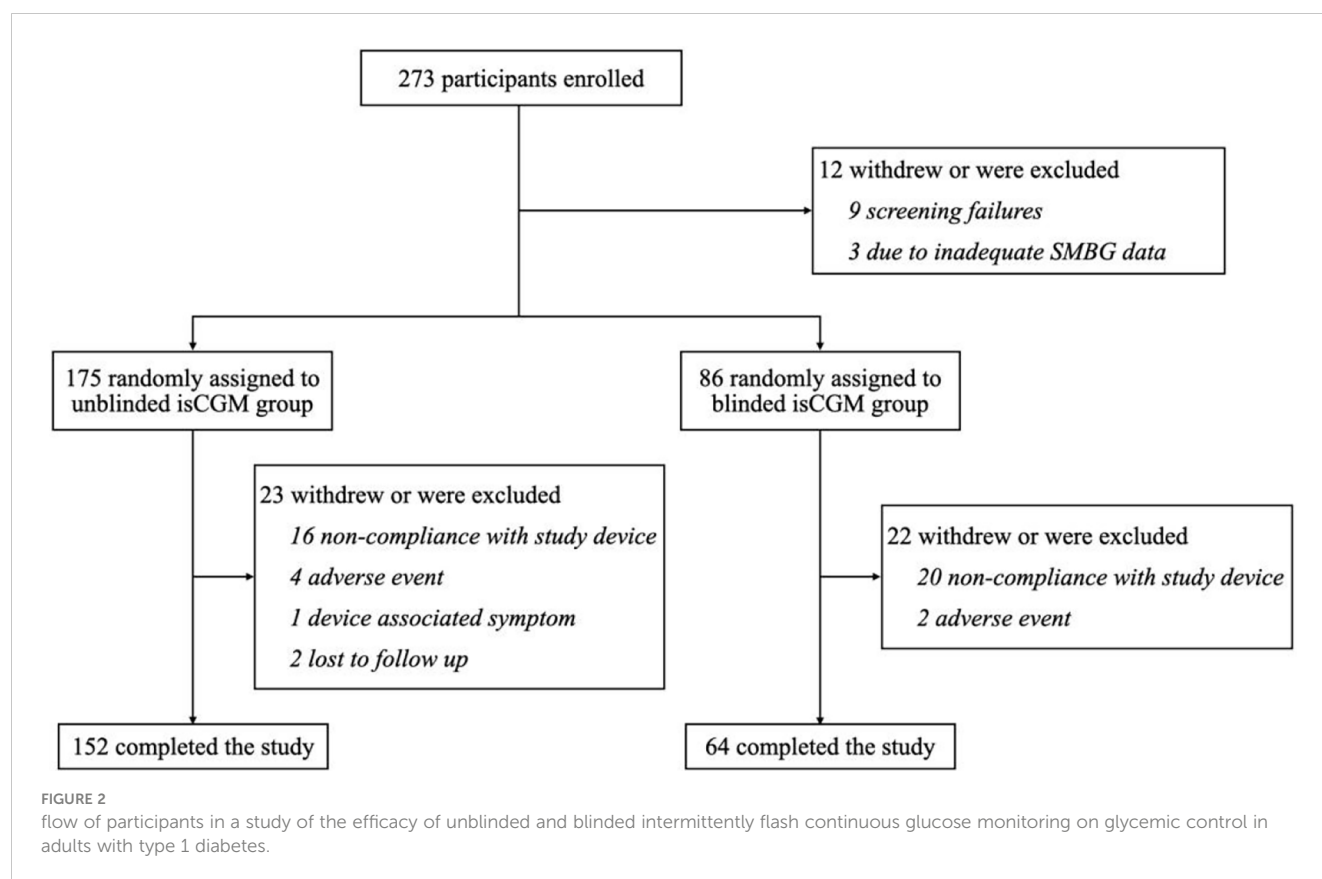 273 participants enrolled
12 withdrew or were excluded
9 screening failures
3 due to inadequate SMBG data
175 randomly assigned to
unblinded isCGM group
86 randomly assigned to
blinded isCGM group
23 withdrew or were excluded
16 non-compliance with study device
4 adverse event
1 device associated symptom
2 lost to follow up
22 withdrew or were excluded
20 non-compliance with study device
2 adverse event
152 completed the study
64 completed the study
FIGURE 2
flow of participants in a study of the efficacy of unblinded and blinded intermittently flash continuous glucose monitoring on glycemic control in
adults with type 1 diabetes.